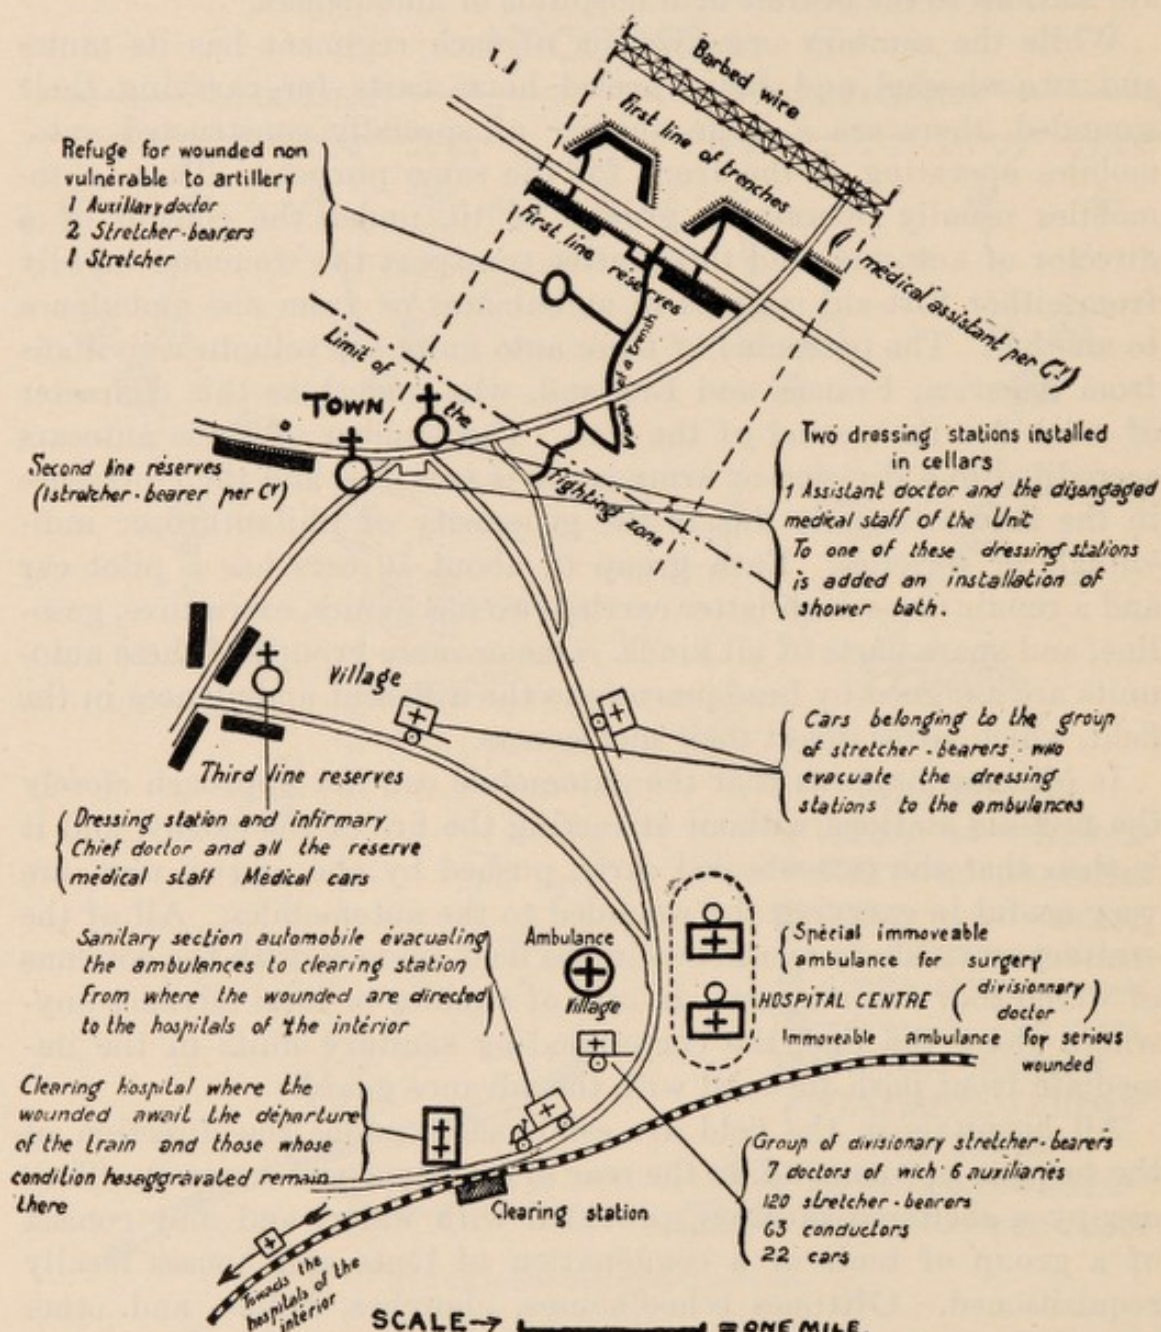 Barbed wire
First line of trenches
First line reserves
medical assistant per Cy)
Refuge for wounded non
vulnerable to artillery
1 Auxiliary doctor
2 Stretcher-bearers
1 Stretcher
Limit of
the
fighting zone
of a trench
TOWN
Second line reserves
(1 stretcher-bearer per Cy)
Two dressing stations installed
in cellars
1 Assistant doctor and the disengaged
medical staff of the Unit
To one of these dressing stations
is added an installation of
shower bath.
Village
Third line reserves
Cars belonging to the group
of stretcher-bearers who
evacuate the dressing
stations to the ambulances
Dressing station and infirmary
Chief doctor and all the reserve
medical staff Medical cars
Sanitary section automobile evacuating
the ambulances to clearing station
From where the wounded are directed
to the hospitals of the interior
Ambulance
Village
Special immoveable
ambulance for surgery
HOSPITAL CENTRE (divisionnary
doctor)
Immoveable ambulance for serious
wounded
Clearing hospital where the
wounded await the départure
of the train and those whose
condition hasaggravated remain
there
Group of divisionary stretcher-bearers
7 doctors of wich 6 auxiliaries
120 stretcher-bearers
63 conductors
22 cars
Clearing station
Towards the
hospitals of the
interior
SCALE→ = ONE MILE.